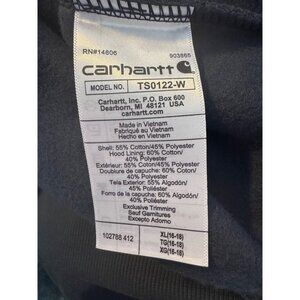 RN#14806 903865
carhartt
MODEL NO. TS0122-W
Carhartt, Inc. P.O. Box 600
Dearborn, MI 48121 USA
carhartt.com
Made in Vietnam
Fabriqué au Vietnam
Hecho en Vietnam
Shell: 55% Cotton/45% Polyester
Hood Lining: 60% Cotton/
40% Polyester
Extérieur: 55% Coton/45% Polyester
Doublure de capuche: 60% Coton/
40% Polyester
Tela Exterior: 55% Algodón/
45% Poliéster
Forro de capucha: 60% Algodón/
40% Poliéster
Exclusive Trimming
Sauf Garnitures
Excepto Adorno
102788 412 XL(16-18)
TG(16-18)
XG(16-18)